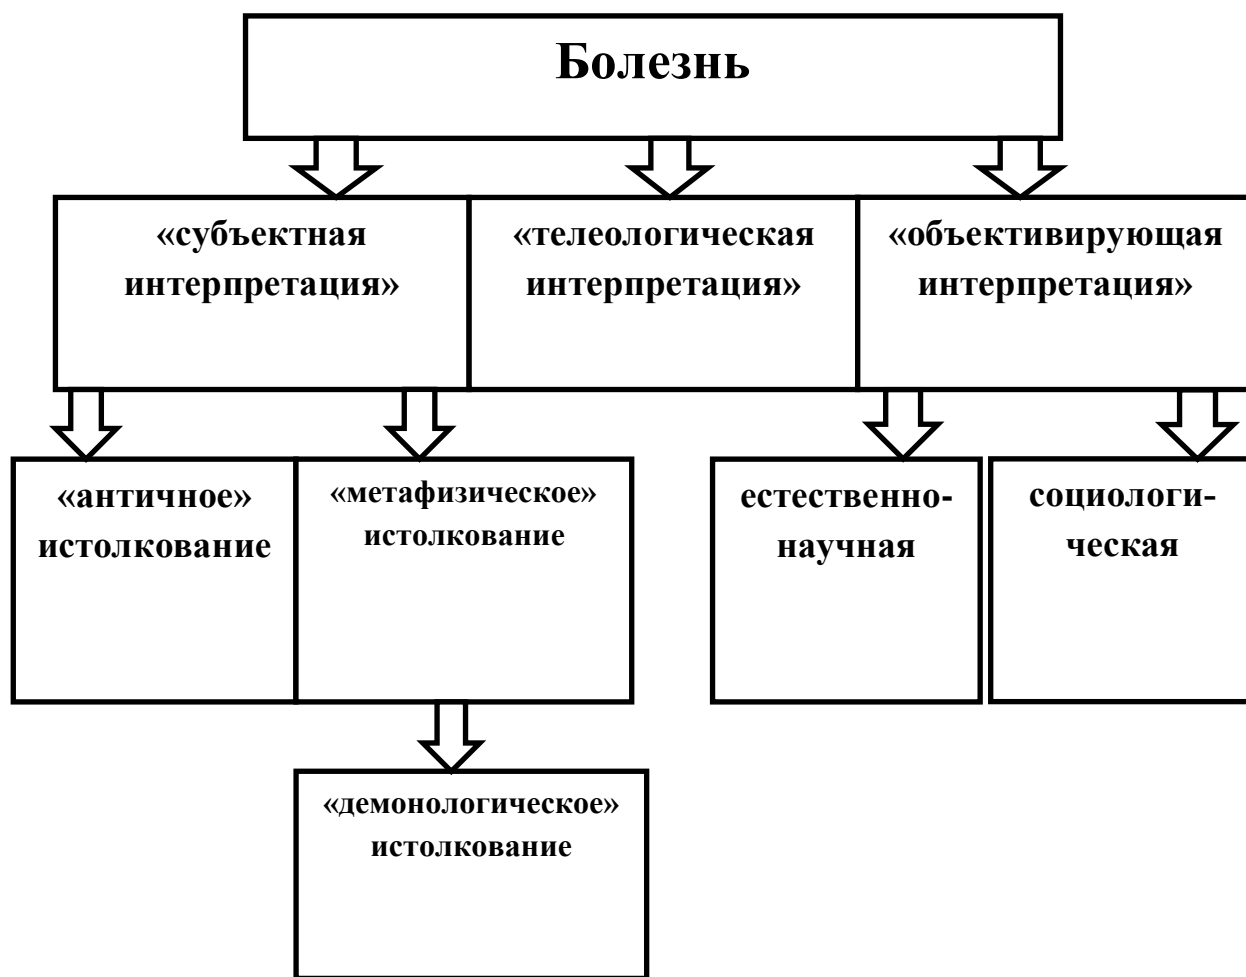 Болезнь
«субъектная
интерпретация»
«телеологическая
интерпретация»
«объективирующая
интерпретация»
«античное»
истолкование
«метафизическое»
истолкование
естественно-
научная
социологи-
ческая
«демонологическое»
истолкование